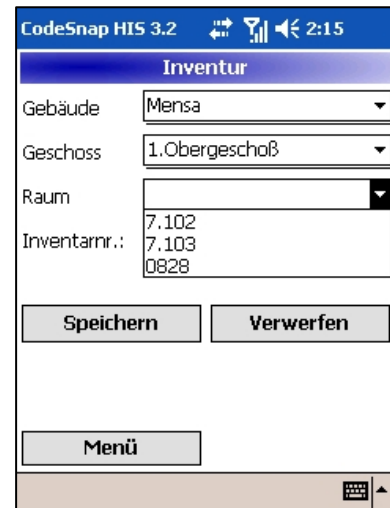 CodeSnap HIS 3.2 2:15
Inventur
Gebäude Mensa
Geschoss 1.Obergeschoß
Raum
7.102
Inventarnr.: 7.103
0828
Speichern Verwerfen
Menü